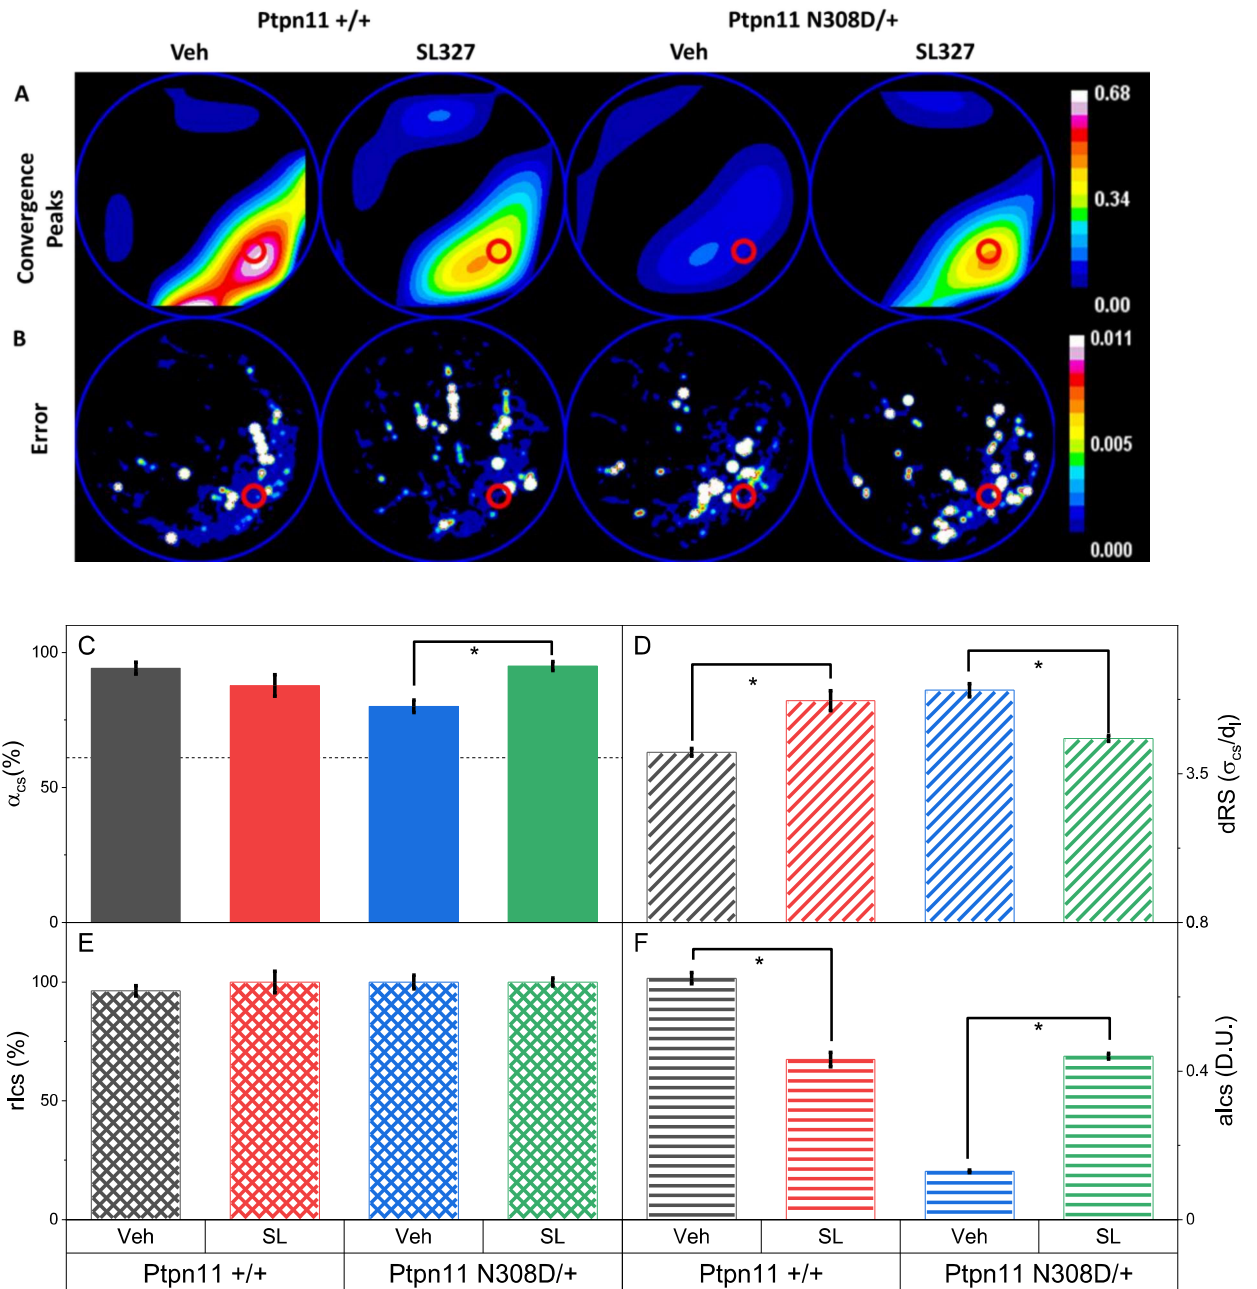 Ptpn11 +/+ Ptpn11 N308D/+
Veh SL327 Veh SL327
A
Convergence
Peaks
0.68
0.34
0.00
B
Error
0.011
0.005
0.000
C
*
100
50
0
αcs(%)
D
*
*
3.5
0.8
dRS (σcs/dl)
E
100
50
0
rIcs (%)
F
*
*
0.4
0
aIcs (D.U.)
Veh SL Veh SL Veh SL Veh SL
Ptpn11 +/+ Ptpn11 N308D/+ Ptpn11 +/+ Ptpn11 N308D/+